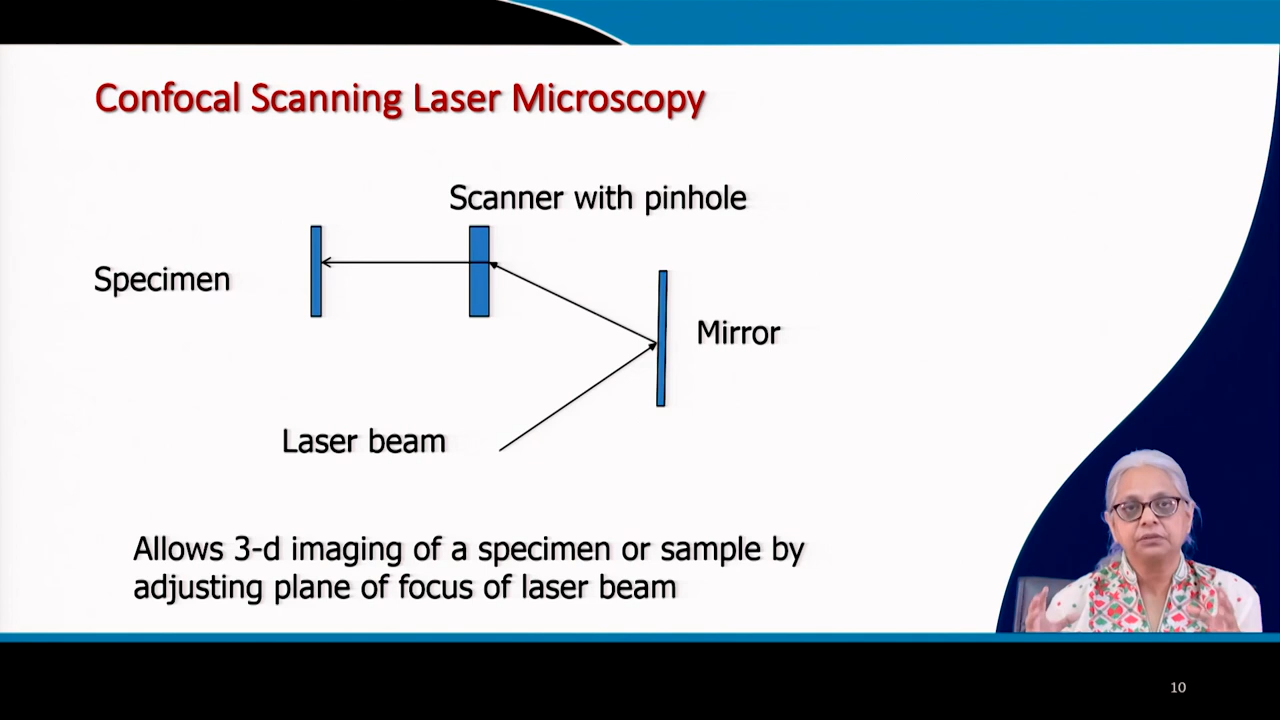 Confocal Scanning Laser Microscopy
Scanner with pinhole
Specimen
Mirror
Laser beam
Allows 3-d imaging of a specimen or sample by
adjusting plane of focus of laser beam
10